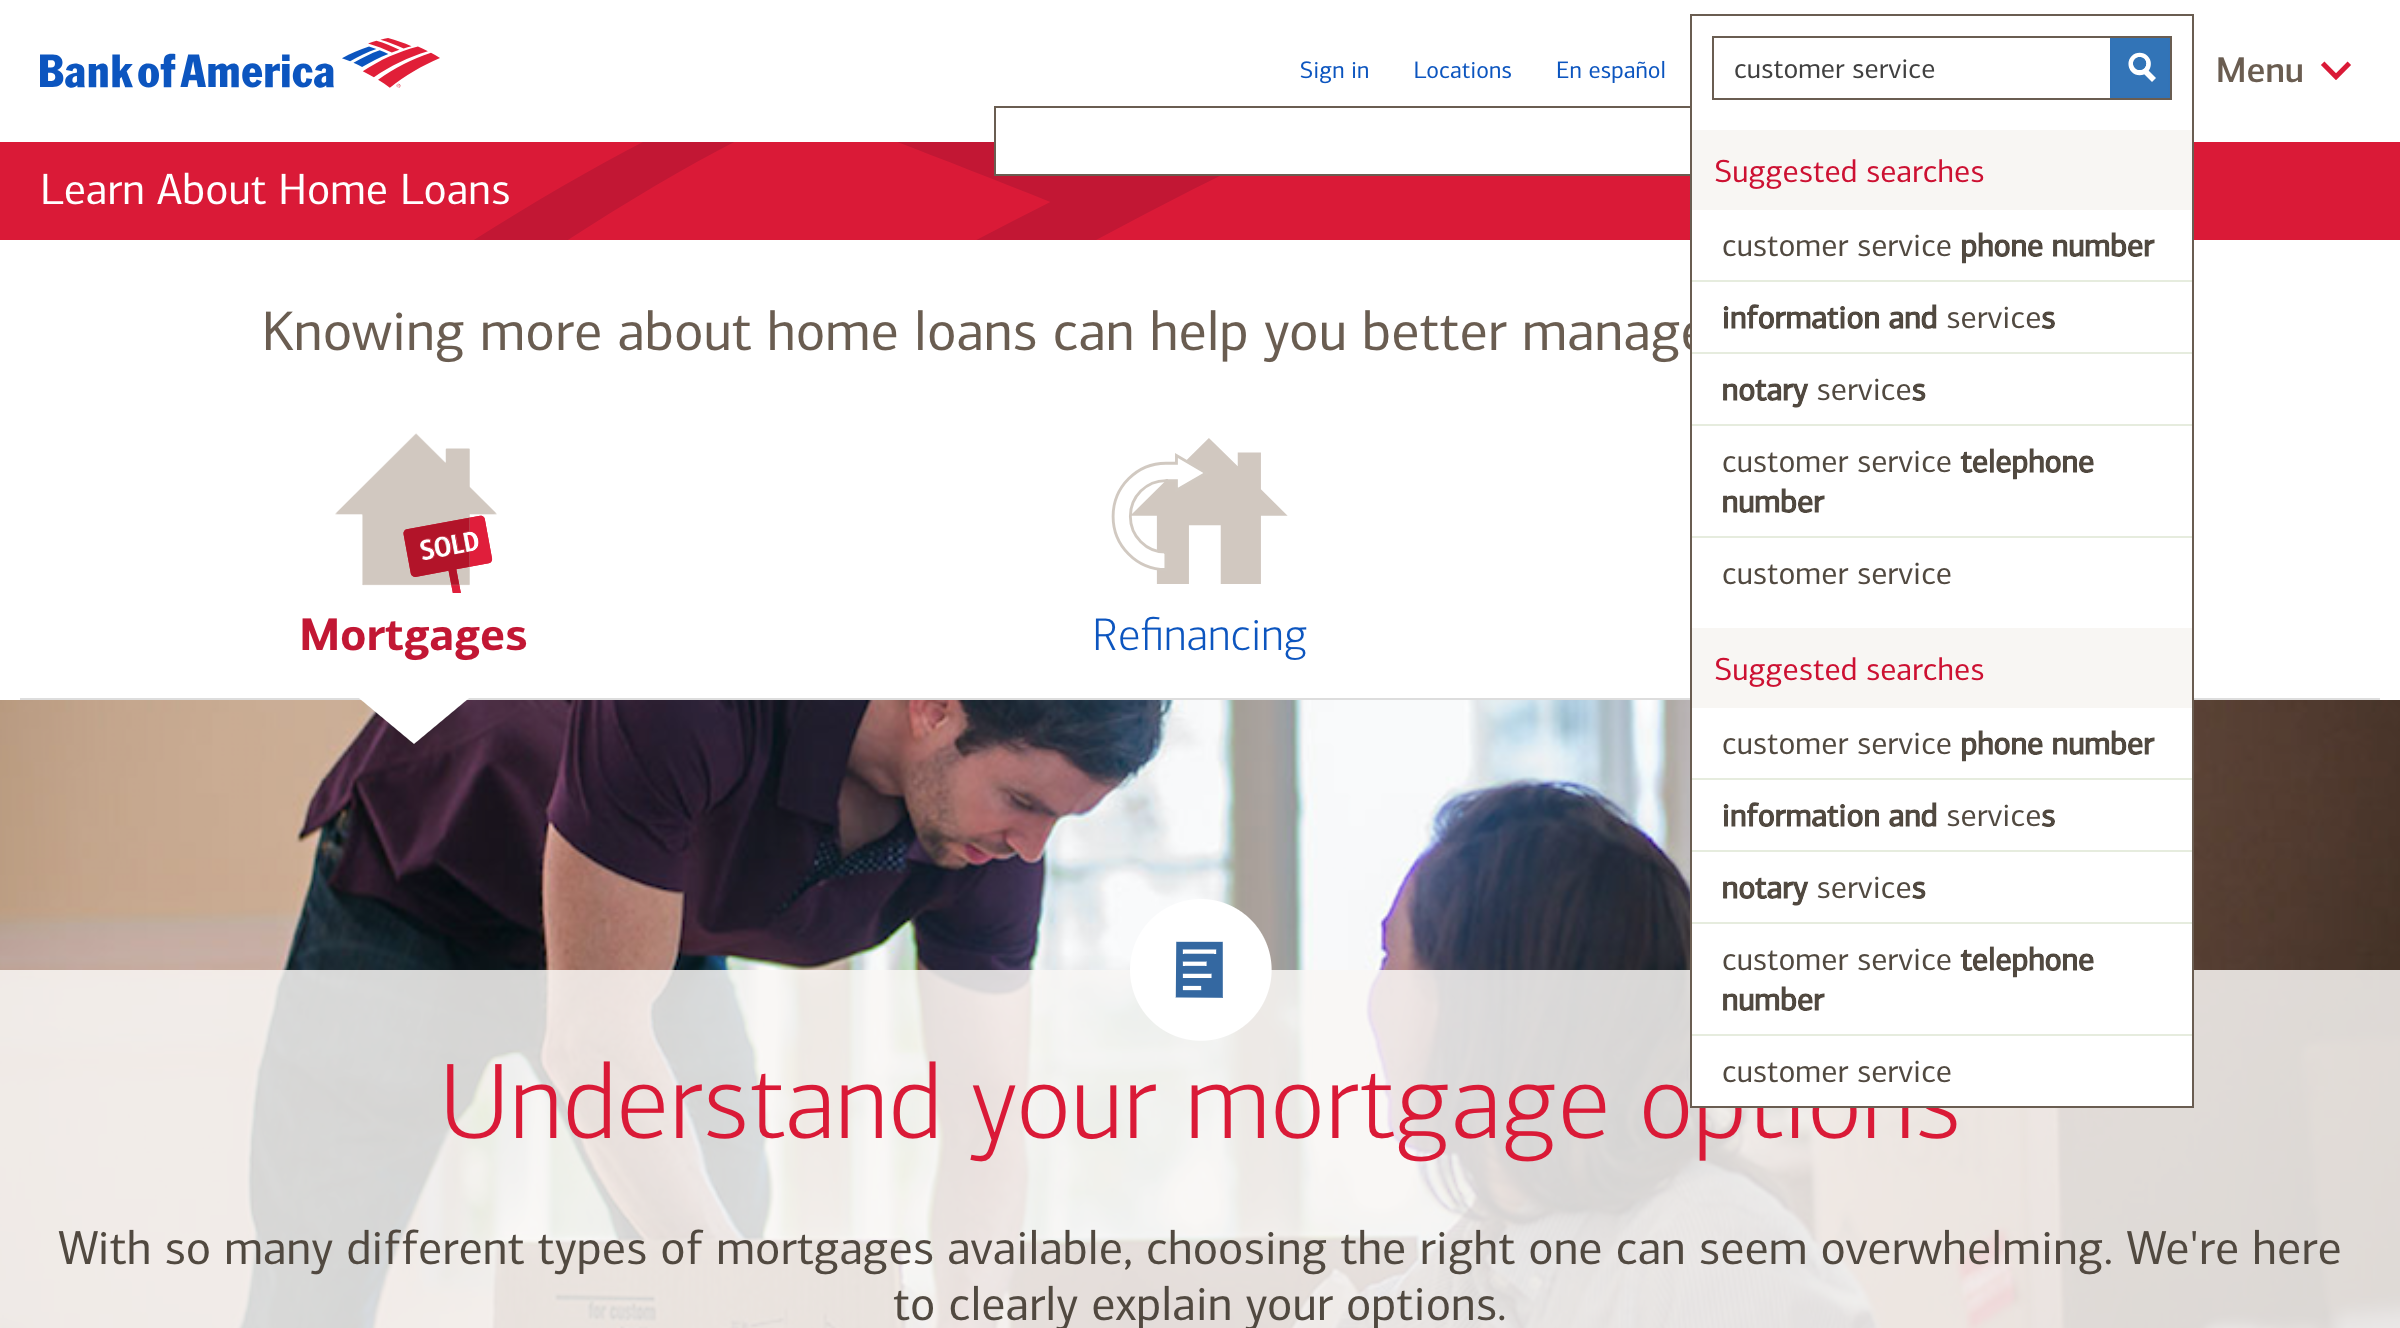 Bank of America
Sign in
Locations
En español
customer service
Menu
Learn About Home Loans
Suggested searches
customer service phone number
information and services
notary services
customer service telephone
number
customer service
Suggested searches
customer service phone number
information and services
notary services
customer service telephone
number
customer service
Knowing more about home loans can help you better manage
SOLD
Mortgages
Refinancing
Understand your mortgage options
With so many different types of mortgages available, choosing the right one can seem overwhelming. We're here
to clearly explain your options.
for custom